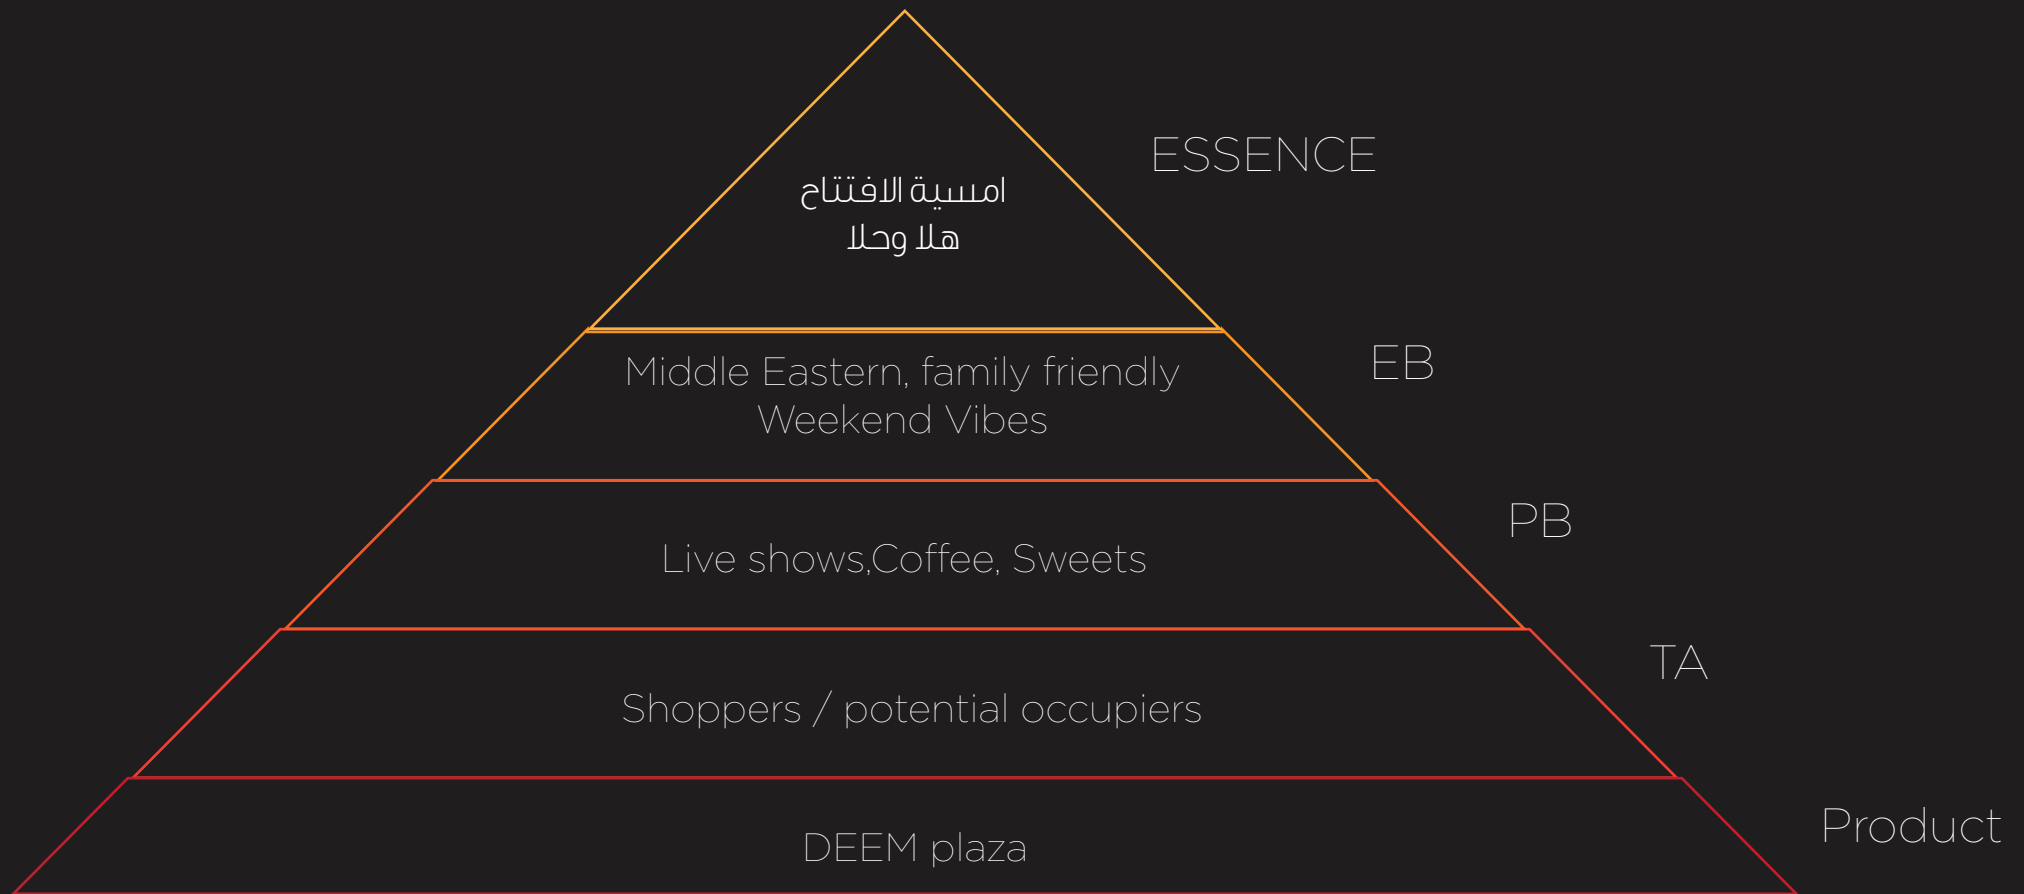 ESSENCE
امسية الافتتاح
هلا وحلا
EB
Middle Eastern, family friendly
Weekend Vibes
PB
Live shows,Coffee, Sweets
TA
Shoppers / potential occupiers
Product
DEEM plaza